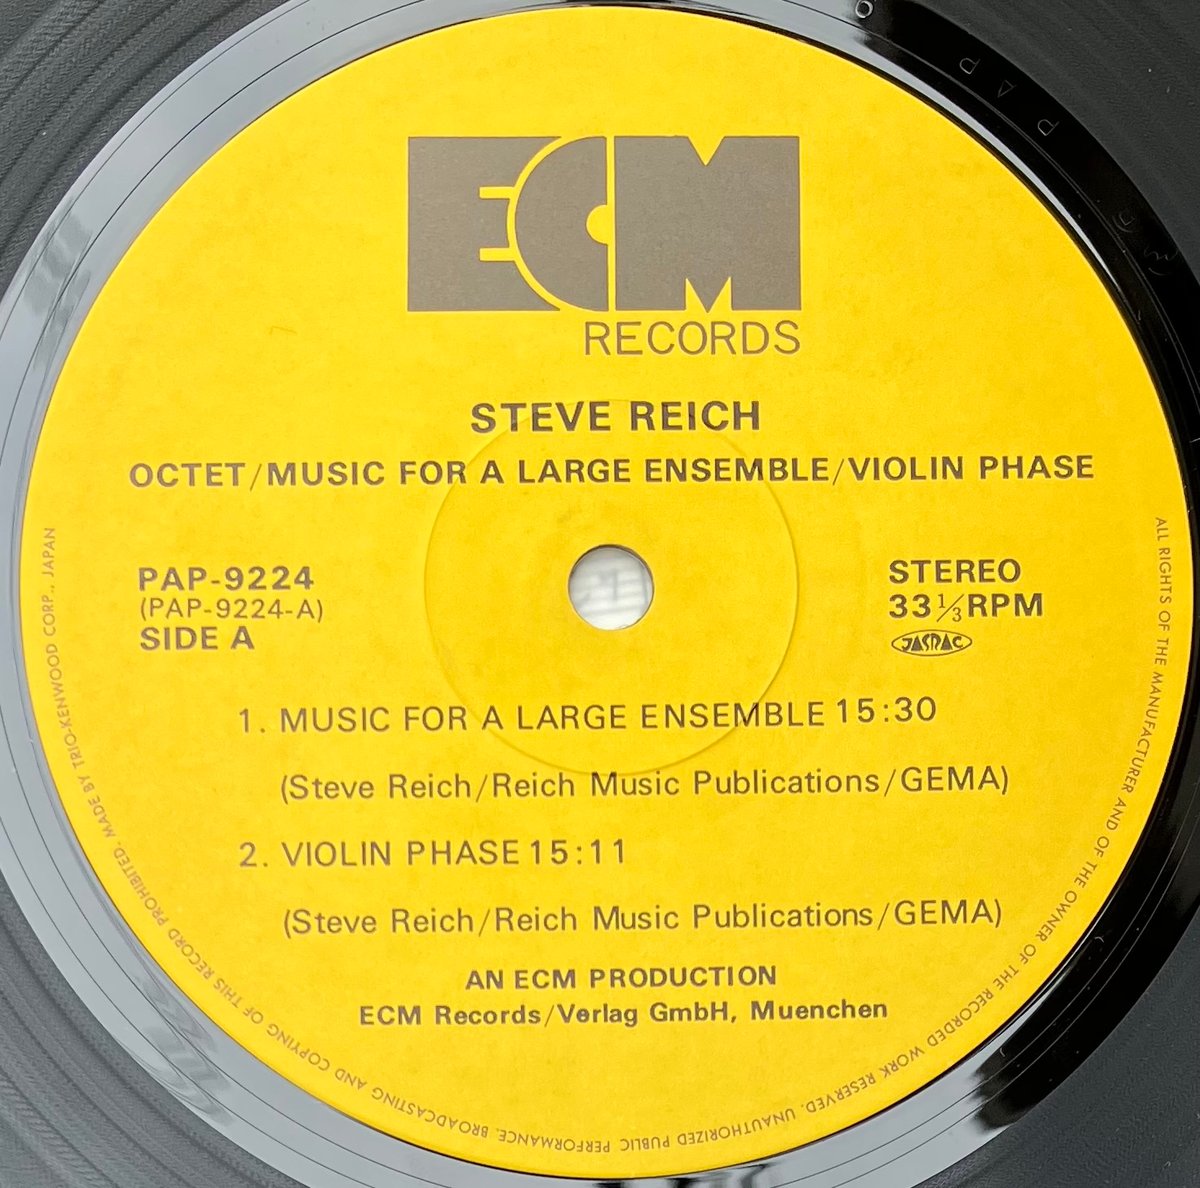 ECM
RECORDS
STEVE REICH
OCTET/MUSIC FOR A LARGE ENSEMBLE/VIOLIN PHASE
PAP-9224
(PAP-9224-A)
SIDE A
STEREO
33 1/3 RPM
JASRAC
1. MUSIC FOR A LARGE ENSEMBLE 15:30
(Steve Reich/Reich Music Publications/GEMA)
2. VIOLIN PHASE 15:11
(Steve Reich/Reich Music Publications/GEMA)
AN ECM PRODUCTION
ECM Records/Verlag GmbH, Muenchen
ALL RIGHTS OF THE MANUFACTURER AND OF THE OWNER OF THE RECORDED WORK RESERVED. UNAUTHORIZED PUBLIC PERFORMANCE, BROADCASTING AND COPYING OF THIS RECORD PROHIBITED. MADE BY TRIO-KENWOOD CORP., JAPAN